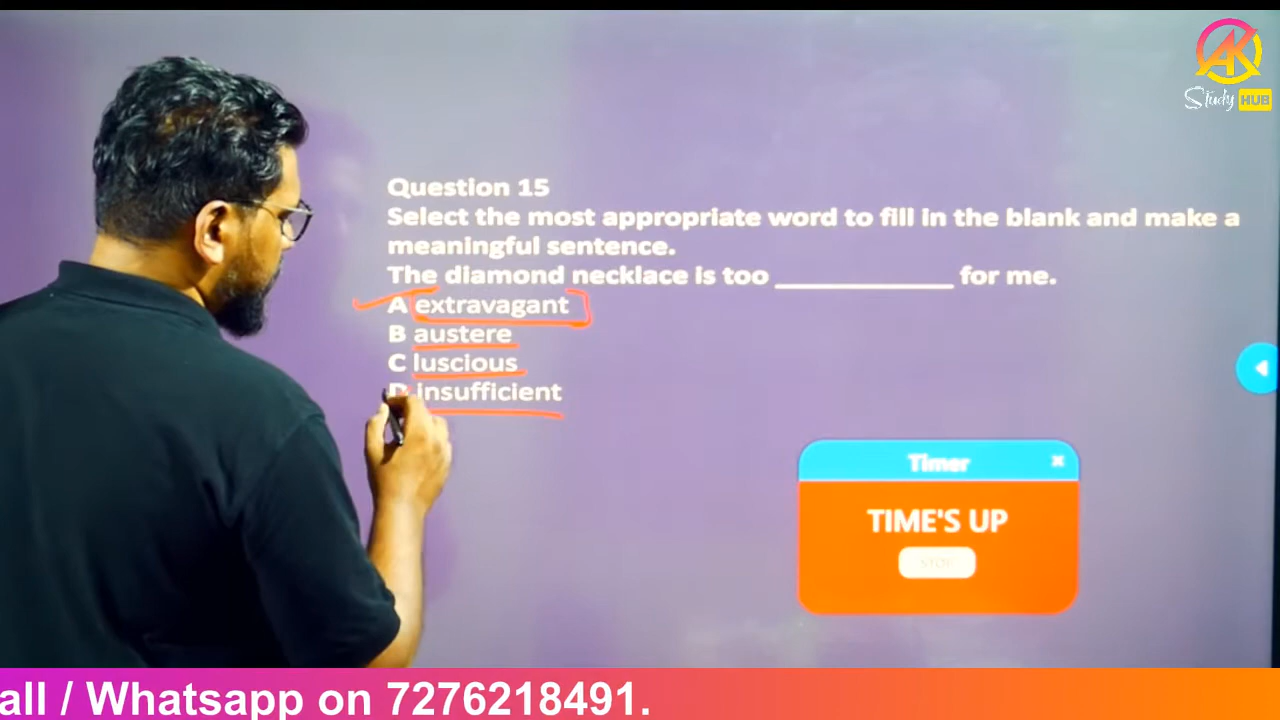 AK
Study HUB
Question 15
Select the most appropriate word to fill in the blank and make a
meaningful sentence.
The diamond necklace is too ____________ for me.
A extravagant
B austere
C luscious
D insufficient
Timer ×
TIME'S UP
STOP
all / Whatsapp on 7276218491.